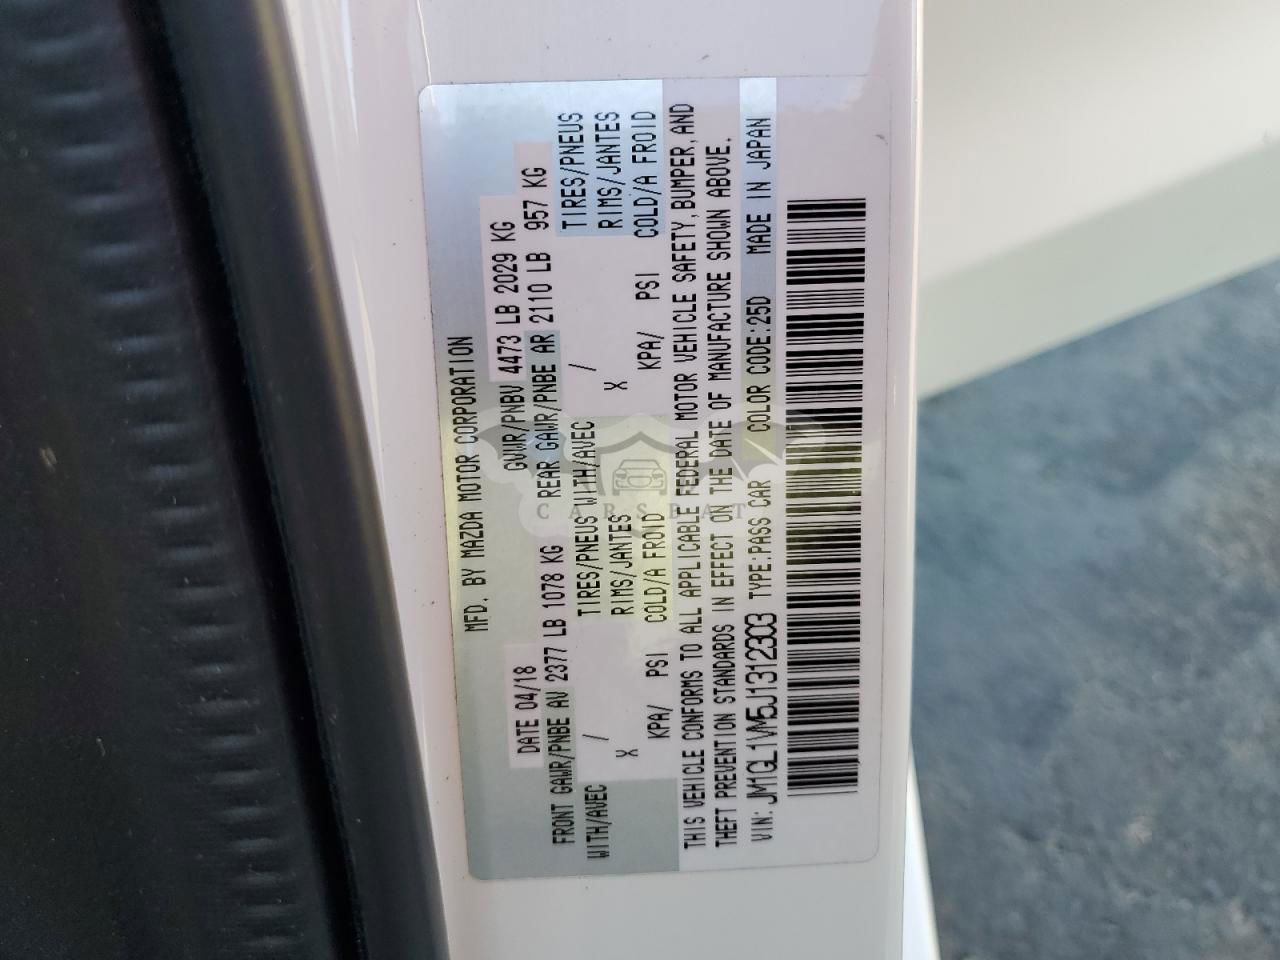 MFD. BY MAZDA MOTOR CORPORATION
DATE 04/18 GVWR/PNBV 4473 LB 2029 KG
FRONT GAWR/PNBE AV 2377 LB 1078 KG REAR GAWR/PNBE AR 2110 LB 957 KG
WITH/AVEC / TIRES/PNEUS WITH/AVEC / TIRES/PNEUS
X RIMS/JANTES X RIMS/JANTES
KPA/ PSI COLD/A FROID KPA/ PSI COLD/A FROID
THIS VEHICLE CONFORMS TO ALL APPLICABLE FEDERAL MOTOR VEHICLE SAFETY, BUMPER, AND
THEFT PREVENTION STANDARDS IN EFFECT ON THE DATE OF MANUFACTURE SHOWN ABOVE.
VIN: JM1GL1VM5J1312303 TYPE:PASS CAR COLOR CODE:25D MADE IN JAPAN
CARSBAT